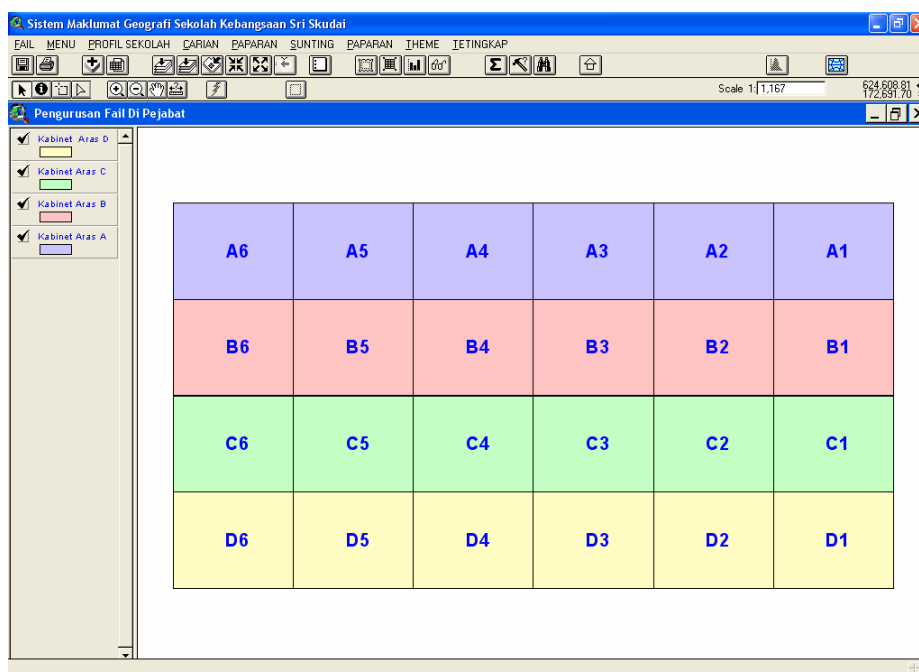 Sistem Maklumat Geografi Sekolah Kebangsaan Sri Skudai
FAIL MENU PROFIL SEKOLAH CARIAN PAPARAN SUNTING PAPARAN THEME TETINGKAP
Scale 1: 1,167
624,608.81
172,691.70
Pengurusan Fail Di Pejabat
Kabinet Aras D
Kabinet Aras C
Kabinet Aras B
Kabinet Aras A
A6 A5 A4 A3 A2 A1
B6 B5 B4 B3 B2 B1
C6 C5 C4 C3 C2 C1
D6 D5 D4 D3 D2 D1